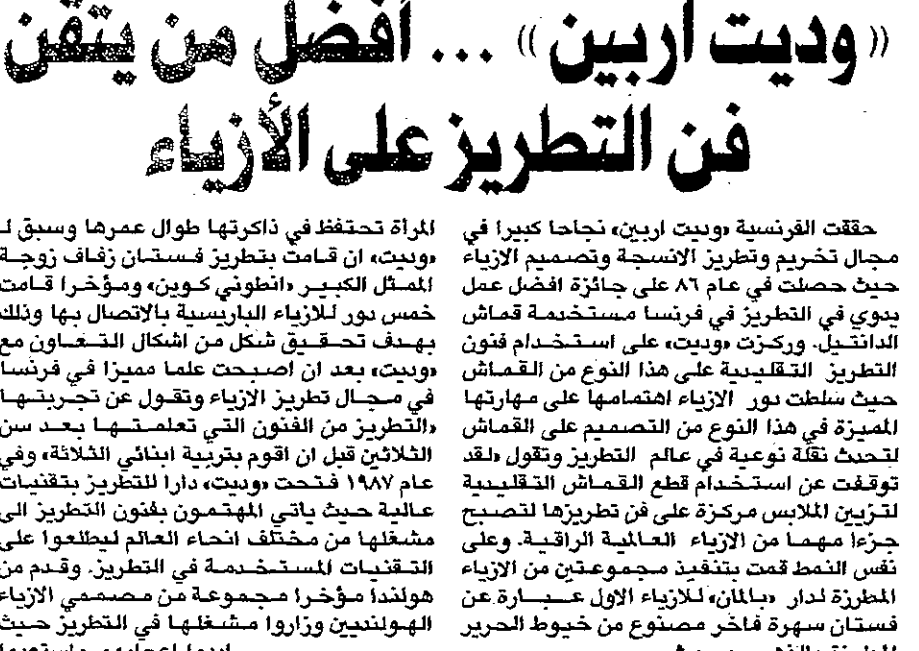 «وديت اربين» ... أفضل من يتقن
فن التطريز على الأزياء
حققت الفرنسية «وديت اربين» نجاحا كبيرا في
مجال تخريم وتطريز الانسجة وتصميم الازياء
حيث حصلت في عام ٨٦ على جائزة افضل عمل
يدوي في التطريز في فرنسا مستخدمة قماش
الدانتيل. وركزت «وديت» على استخدام فنون
التطريز التقليدية على هذا النوع من القماش
حيث سلطت دور الازياء اهتمامها على مهارتها
المميزة في هذا النوع من التصميم على القماش
لتحدث نقلة نوعية في عالم التطريز وتقول «لقد
توقفت عن استخدام قطع القماش التقليدية
لتزيين الملابس مركزة على فن تطريزها لتصبح
جزءا مهما من الازياء العالمية الراقية. وعلى
نفس النمط قمت بتنفيذ مجموعتين من الازياء
المطرزة لدار «بالمان» للازياء الاول عبارة عن
فستان سهرة فاخر مصنوع من خيوط الحرير
المرأة تحتفظ في ذاكرتها طوال عمرها وسبق لـ
«وديت» ان قامت بتطريز فستان زفاف زوجة
الممثل الكبير «انطوني كوين» ومؤخرا قامت
خمس دور للازياء الباريسية بالاتصال بها وذلك
بهدف تحقيق شكل من اشكال التعاون مع
«وديت» بعد ان اصبحت علما مميزا في فرنسا
في مجال تطريز الازياء وتقول عن تجربتها
«التطريز من الفنون التي تعلمتها بعد سن
الثلاثين قبل ان اقوم بتربية ابنائي الثلاثة» وفي
عام ١٩٨٧ فتحت «وديت» دارا للتطريز بتقنيات
عالية حيث ياتي المهتمون بفنون التطريز الى
مشغلها من مختلف انحاء العالم ليطلعوا على
التقنيات المستخدمة في التطريز. وقدم من
هولندا مؤخرا مجموعة من مصممي الازياء
الهولنديين وزاروا مشغلها في التطريز حيث